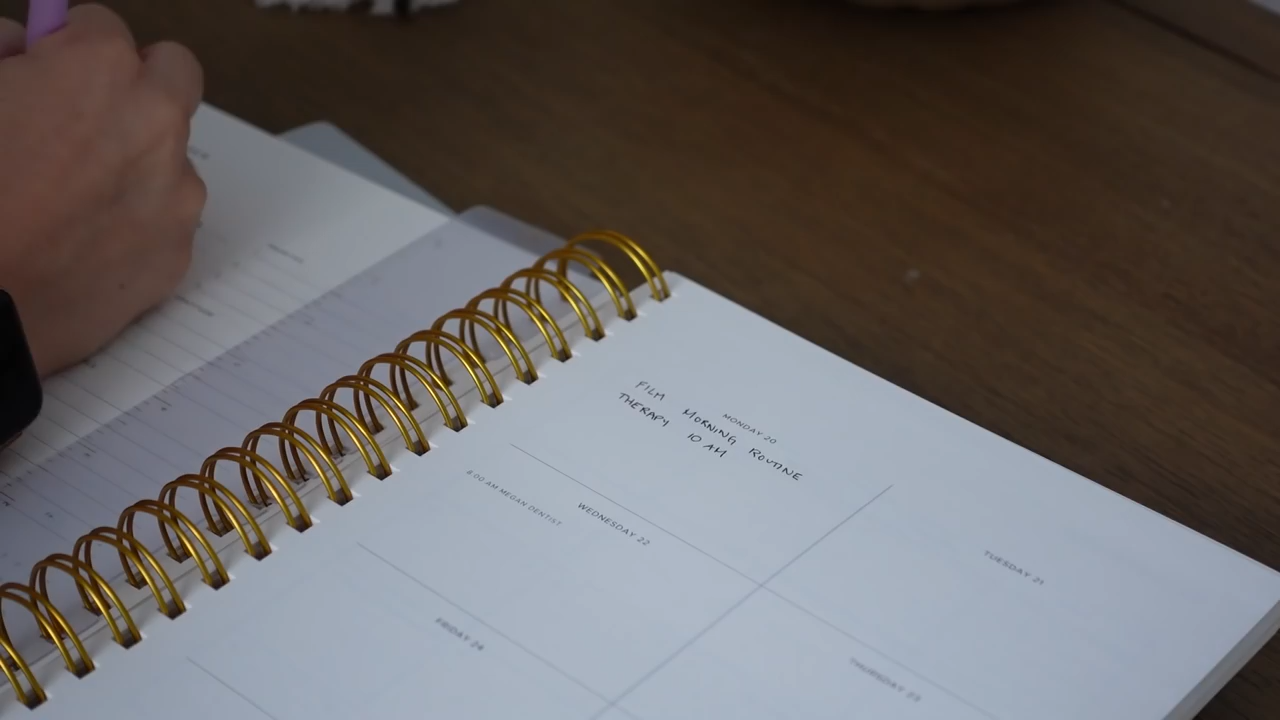 MONDAY 20
FILM MORNING ROUTINE
THERAPY 10 AM
TUESDAY 21
WEDNESDAY 22
8:00 AM MEGAN DENTIST
THURSDAY 23
FRIDAY 24